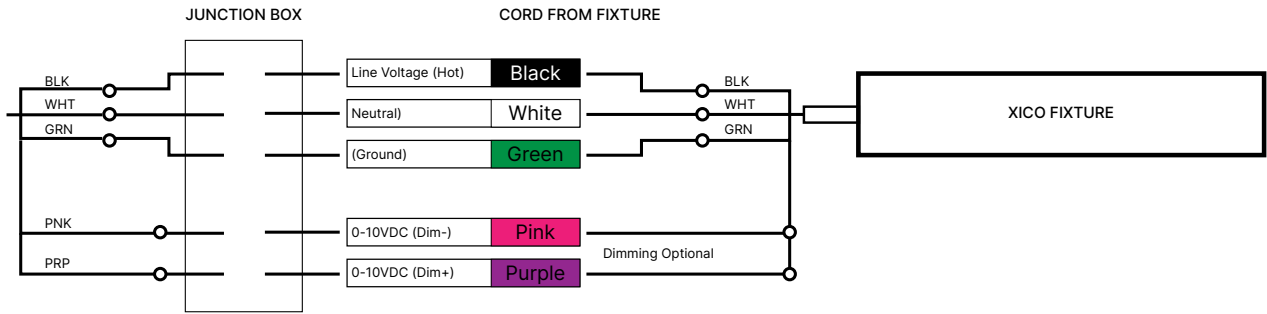 JUNCTION BOX
CORD FROM FIXTURE
BLK
WHT
GRN
PNK
PRP
Line Voltage (Hot) Black
Neutral) White
(Ground) Green
0-10VDC (Dim-) Pink
0-10VDC (Dim+) Purple
Dimming Optional
BLK
WHT
GRN
XICO FIXTURE